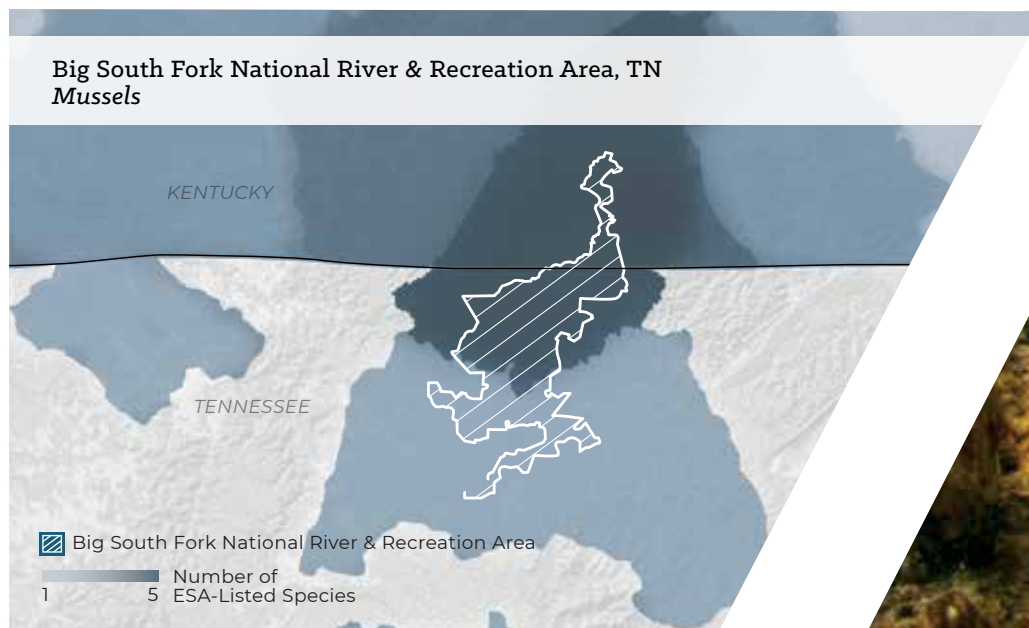 Big South Fork National River & Recreation Area, TN
Mussels
KENTUCKY
TENNESSEE
Big South Fork National River & Recreation Area
Number of
1 5 ESA-Listed Species